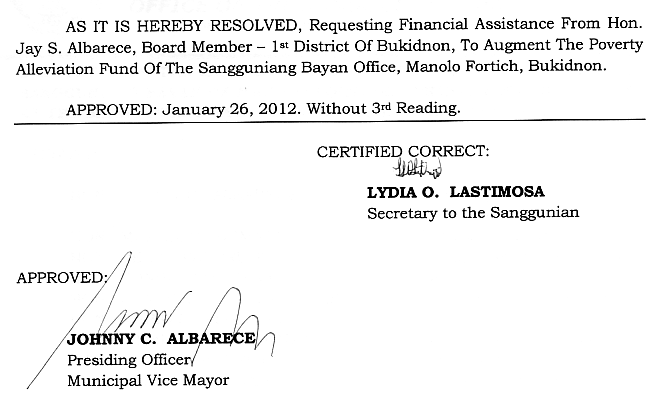 AS IT IS HEREBY RESOLVED, Requesting Financial Assistance From Hon.
Jay S. Albarece, Board Member – 1st District Of Bukidnon, To Augment The Poverty
Alleviation Fund Of The Sangguniang Bayan Office, Manolo Fortich, Bukidnon.
APPROVED: January 26, 2012. Without 3rd Reading.
CERTIFIED CORRECT:
LYDIA O. LASTIMOSA
Secretary to the Sanggunian
APPROVED:
JOHNNY C. ALBARECE
Presiding Officer
Municipal Vice Mayor